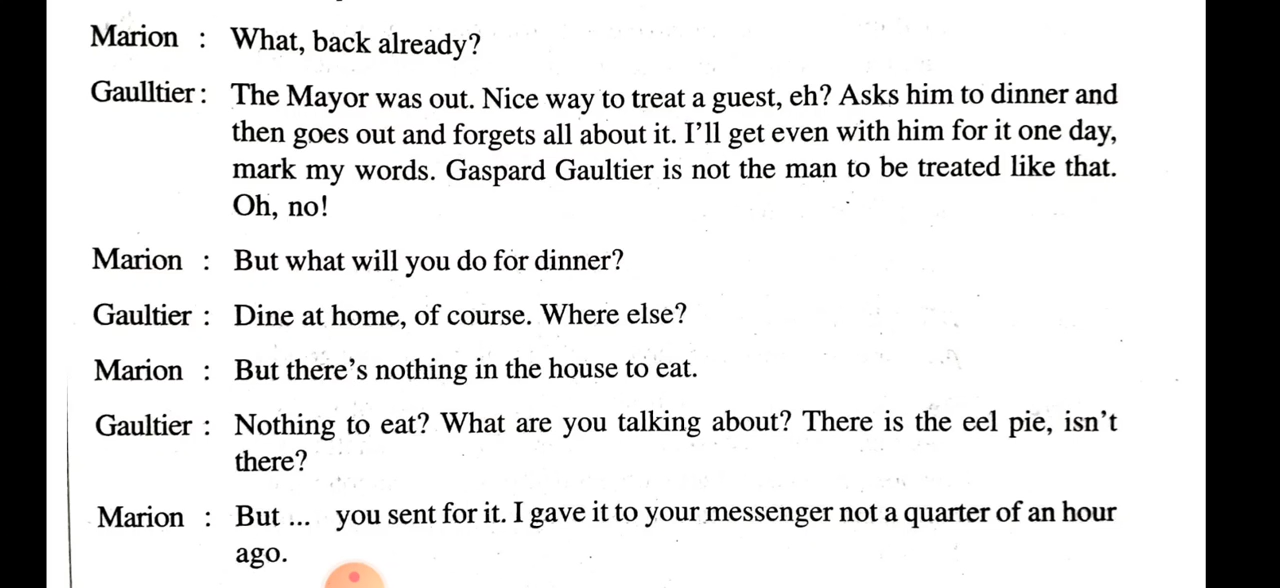 Marion : What, back already?
Gaulltier : The Mayor was out. Nice way to treat a guest, eh? Asks him to dinner and
then goes out and forgets all about it. I'll get even with him for it one day,
mark my words. Gaspard Gaultier is not the man to be treated like that.
Oh, no!
Marion : But what will you do for dinner?
Gaultier : Dine at home, of course. Where else?
Marion : But there's nothing in the house to eat.
Gaultier : Nothing to eat? What are you talking about? There is the eel pie, isn't
there?
Marion : But ... you sent for it. I gave it to your messenger not a quarter of an hour
ago.